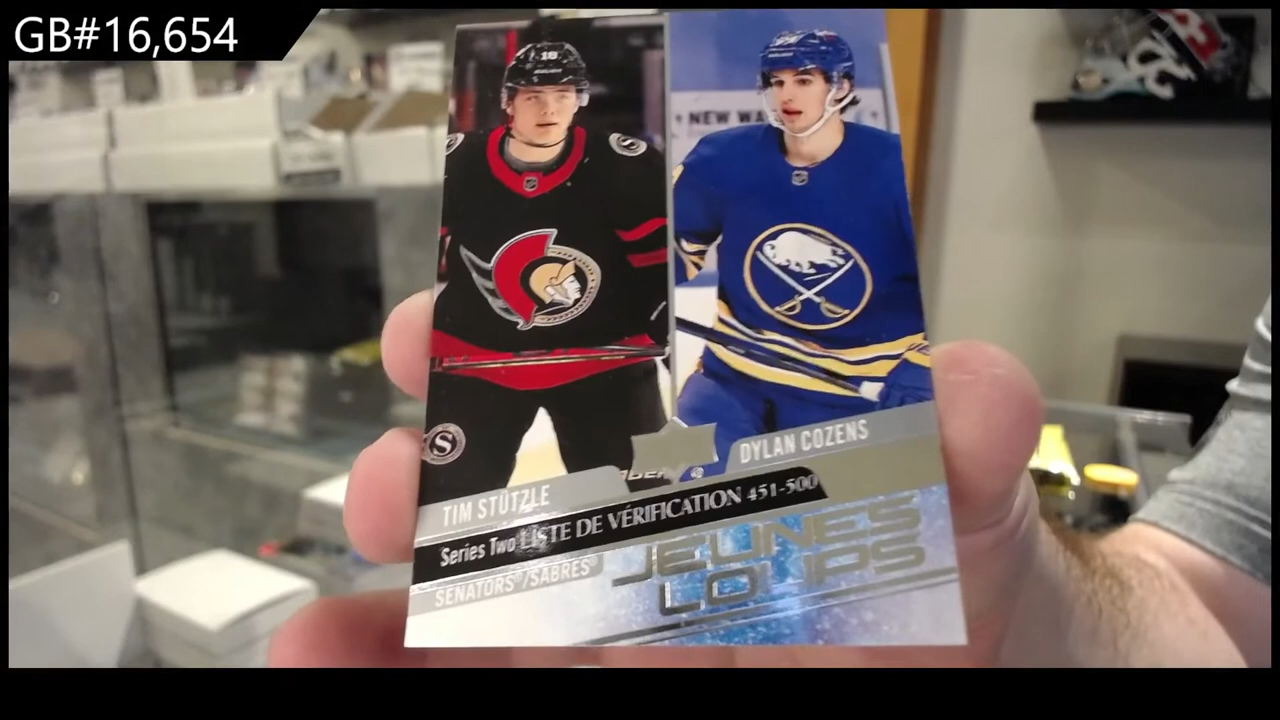 GB#16,654
18
NEW WA
S
S
TIM STÜTZLE
DYLAN COZENS
Series Two LISTE DE VÉRIFICATION 451-500
SENATORS®/SABRES®
JEUNES
LOUPS